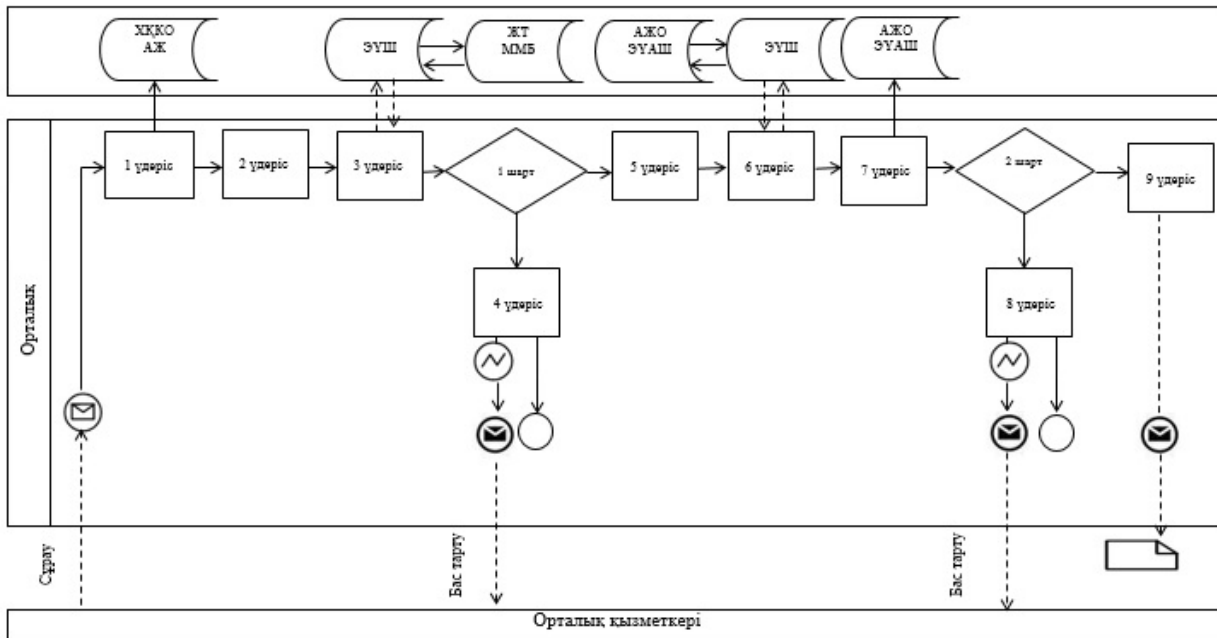 ХҚКО
АЖ
ЭҮШ
ЖТ
ММБ
АЖО
ЭҮАШ
ЭҮШ
АЖО
ЭҮАШ
Орталық
1 үдеріс
2 үдеріс
3 үдеріс
1 шарт
5 үдеріс
6 үдеріс
7 үдеріс
2 шарт
9 үдеріс
4 үдеріс
8 үдеріс
Сұрау
Бас тарту
Бас тарту
Орталық қызметкері